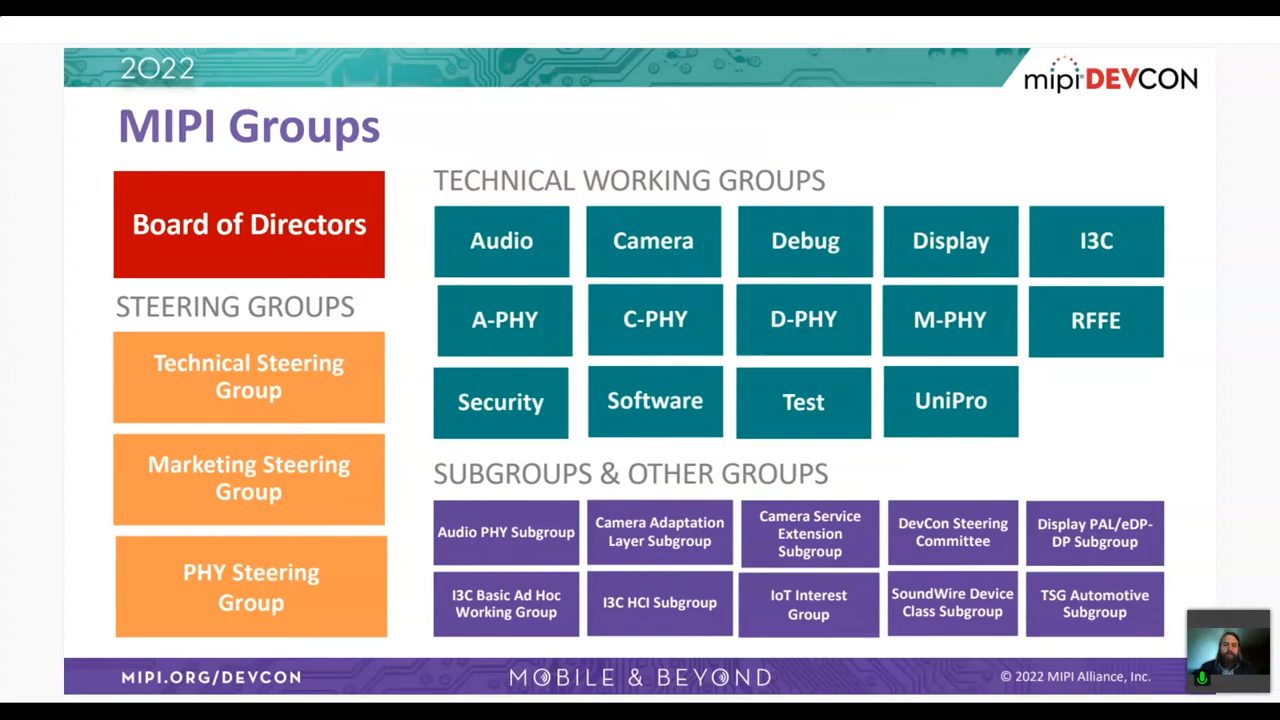 2022
mipi DEVCON
MIPI Groups
Board of Directors
STEERING GROUPS
Technical Steering
Group
Marketing Steering
Group
PHY Steering
Group
TECHNICAL WORKING GROUPS
Audio
Camera
Debug
Display
I3C
A-PHY
C-PHY
D-PHY
M-PHY
RFFE
Security
Software
Test
UniPro
SUBGROUPS & OTHER GROUPS
Audio PHY Subgroup
Camera Adaptation
Layer Subgroup
Camera Service
Extension
Subgroup
DevCon Steering
Committee
Display PAL/eDP-
DP Subgroup
I3C Basic Ad Hoc
Working Group
I3C HCI Subgroup
IoT Interest
Group
SoundWire Device
Class Subgroup
TSG Automotive
Subgroup
MIPI.ORG/DEVCON
MOBILE & BEYOND
© 2022 MIPI Alliance, Inc.